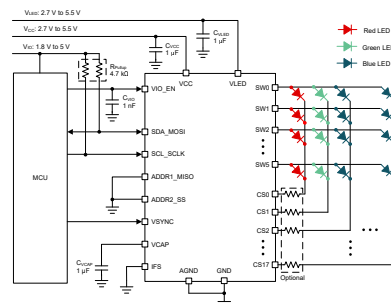 VLED: 2.7 V to 5.5 V
VCC: 2.7 V to 5.5 V
VIO: 1.8 V to 5 V
CVLED
1 µF
CVCC
1 µF
Red LED
Green LED
Blue LED
RPullup
4.7 kΩ
VCC
VLED
VIO_EN
CVIO
1 nF
SDA_MOSI
SCL_SCLK
MCU
ADDR1_MISO
ADDR2_SS
VSYNC
VCAP
CVCAP
1 µF
IFS
AGND
GND
SW0
SW1
SW2
SW5
CS0
CS1
CS2
CS17
Optional